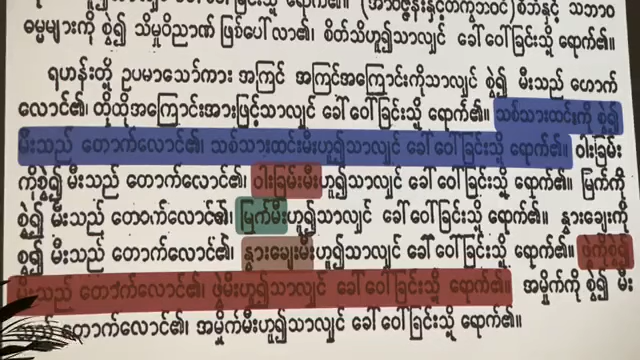 ဓမ္မများကို စွဲ၍ သိမှုဝိညာဏ် ဖြစ်ပေါ်လာ၏၊ စိတ်သိဟူ၍သာလျှင် ခေါ်ဝေါ်ခြင်းသို့ ရောက်၏။
ရဟန်းတို့ ဥပမာသော်ကား အကြင် အကြင်အကြောင်းကိုသာလျှင် စွဲ၍ မီးသည် တောက်
လောင်၏၊ ထိုထိုအကြောင်းအားဖြင့်သာလျှင် ခေါ်ဝေါ်ခြင်းသို့ ရောက်၏။ သစ်သားထင်းကို စွဲ၍
မီးသည် တောက်လောင်၏၊ သစ်သားထင်းမီးဟူ၍သာလျှင် ခေါ်ဝေါ်ခြင်းသို့ ရောက်၏။ ဝါးခြမ်း
ကိုစွဲ၍ မီးသည် တောက်လောင်၏၊ ဝါးခြမ်းမီးဟူ၍သာလျှင် ခေါ်ဝေါ်ခြင်းသို့ ရောက်၏။ မြက်ကို
စွဲ၍ မီးသည် တောက်လောင်၏၊ မြက်မီးဟူ၍သာလျှင် ခေါ်ဝေါ်ခြင်းသို့ ရောက်၏။ နွားချေးကို
စွဲ၍ မီးသည် တောက်လောင်၏၊ နွားချေးမီးဟူ၍သာလျှင် ခေါ်ဝေါ်ခြင်းသို့ ရောက်၏။ ဖွဲကိုစွဲ၍
မီးသည် တောက်လောင်၏၊ ဖွဲမီးဟူ၍သာလျှင် ခေါ်ဝေါ်ခြင်းသို့ ရောက်၏။ အမှိုက်ကို စွဲ၍ မီး
သည် တောက်လောင်၏၊ အမှိုက်မီးဟူ၍သာလျှင် ခေါ်ဝေါ်ခြင်းသို့ ရောက်၏။